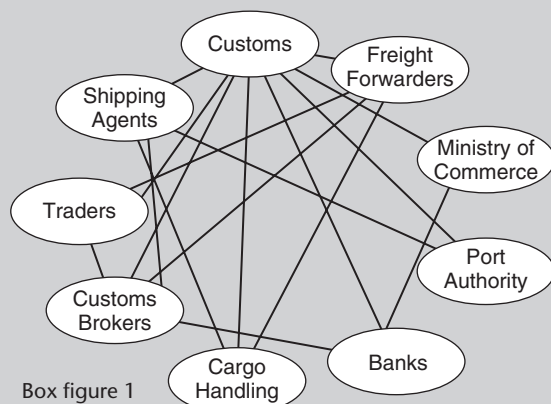 Customs
Freight
Forwarders
Shipping
Agents
Ministry of
Commerce
Traders
Port
Authority
Customs
Brokers
Banks
Cargo
Handling
Box figure 1